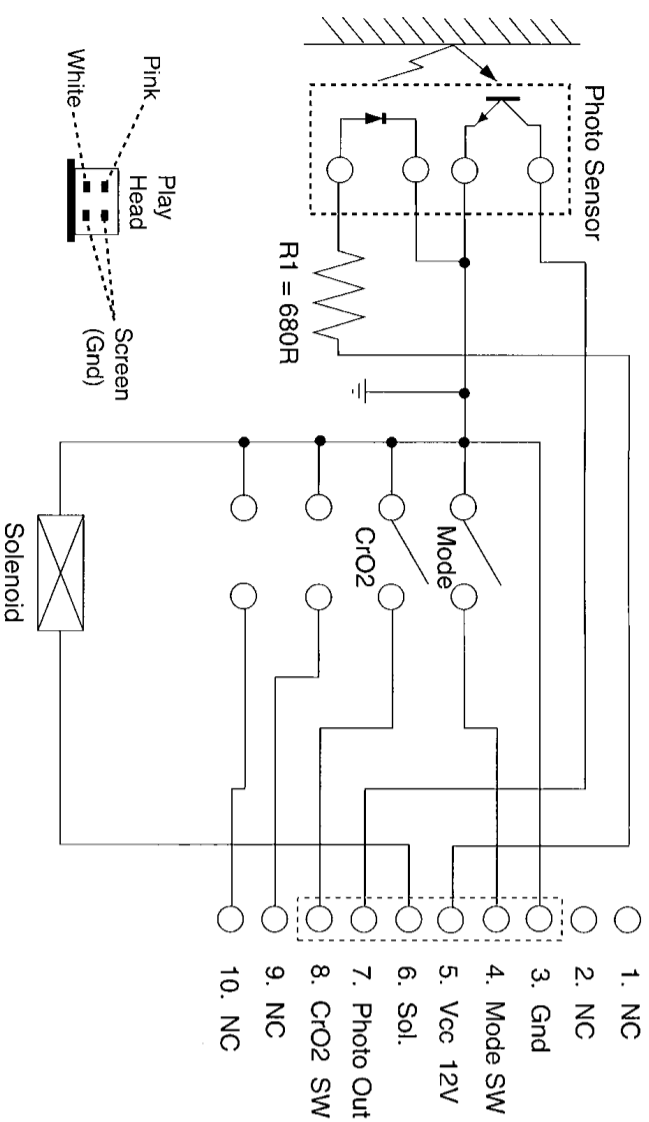 Photo Sensor
Pink
White
Play
Head
Screen
(Gnd)
R1 = 680R
Mode
CrO2
Solenoid
1. NC
2. NC
3. Gnd
4. Mode SW
5. Vcc 12V
6. Sol.
7. Photo Out
8. CrO2 SW
9. NC
10. NC